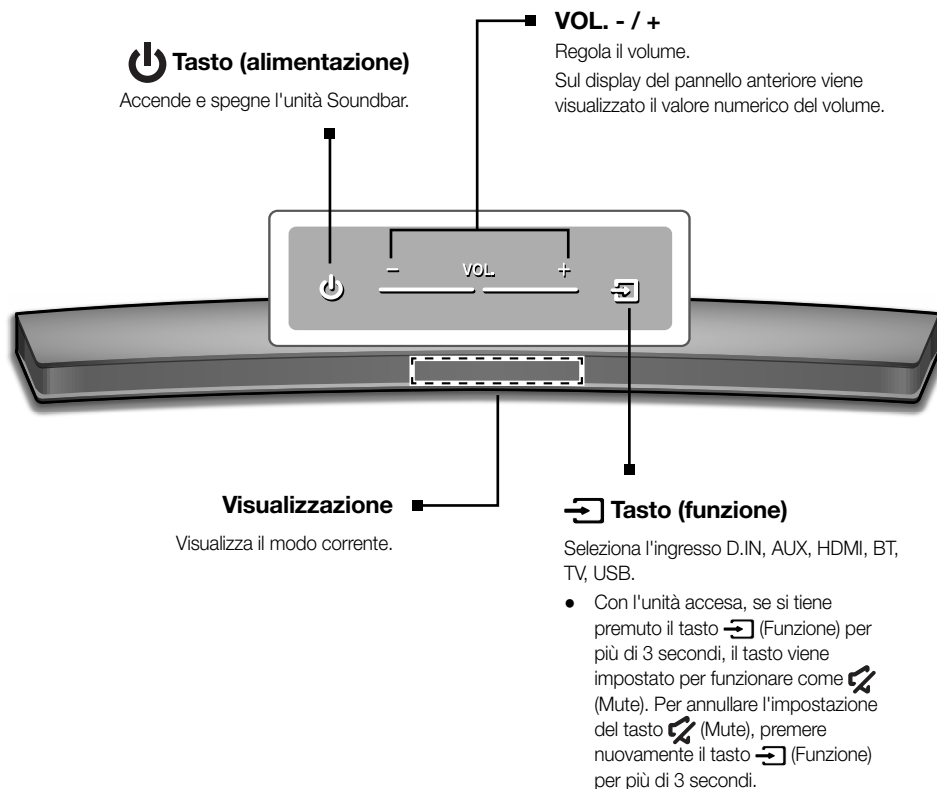 VOL. - / +
Regola il volume.
Sul display del pannello anteriore viene
visualizzato il valore numerico del volume.
Tasto (alimentazione)
Accende e spegne l'unità Soundbar.
- VOL. +
Visualizzazione
Visualizza il modo corrente.
Tasto (funzione)
Seleziona l'ingresso D.IN, AUX, HDMI, BT,
TV, USB.
● Con l'unità accesa, se si tiene
premuto il tasto (Funzione) per
più di 3 secondi, il tasto viene
impostato per funzionare come
(Mute). Per annullare l'impostazione
del tasto (Mute), premere
nuovamente il tasto (Funzione)
per più di 3 secondi.